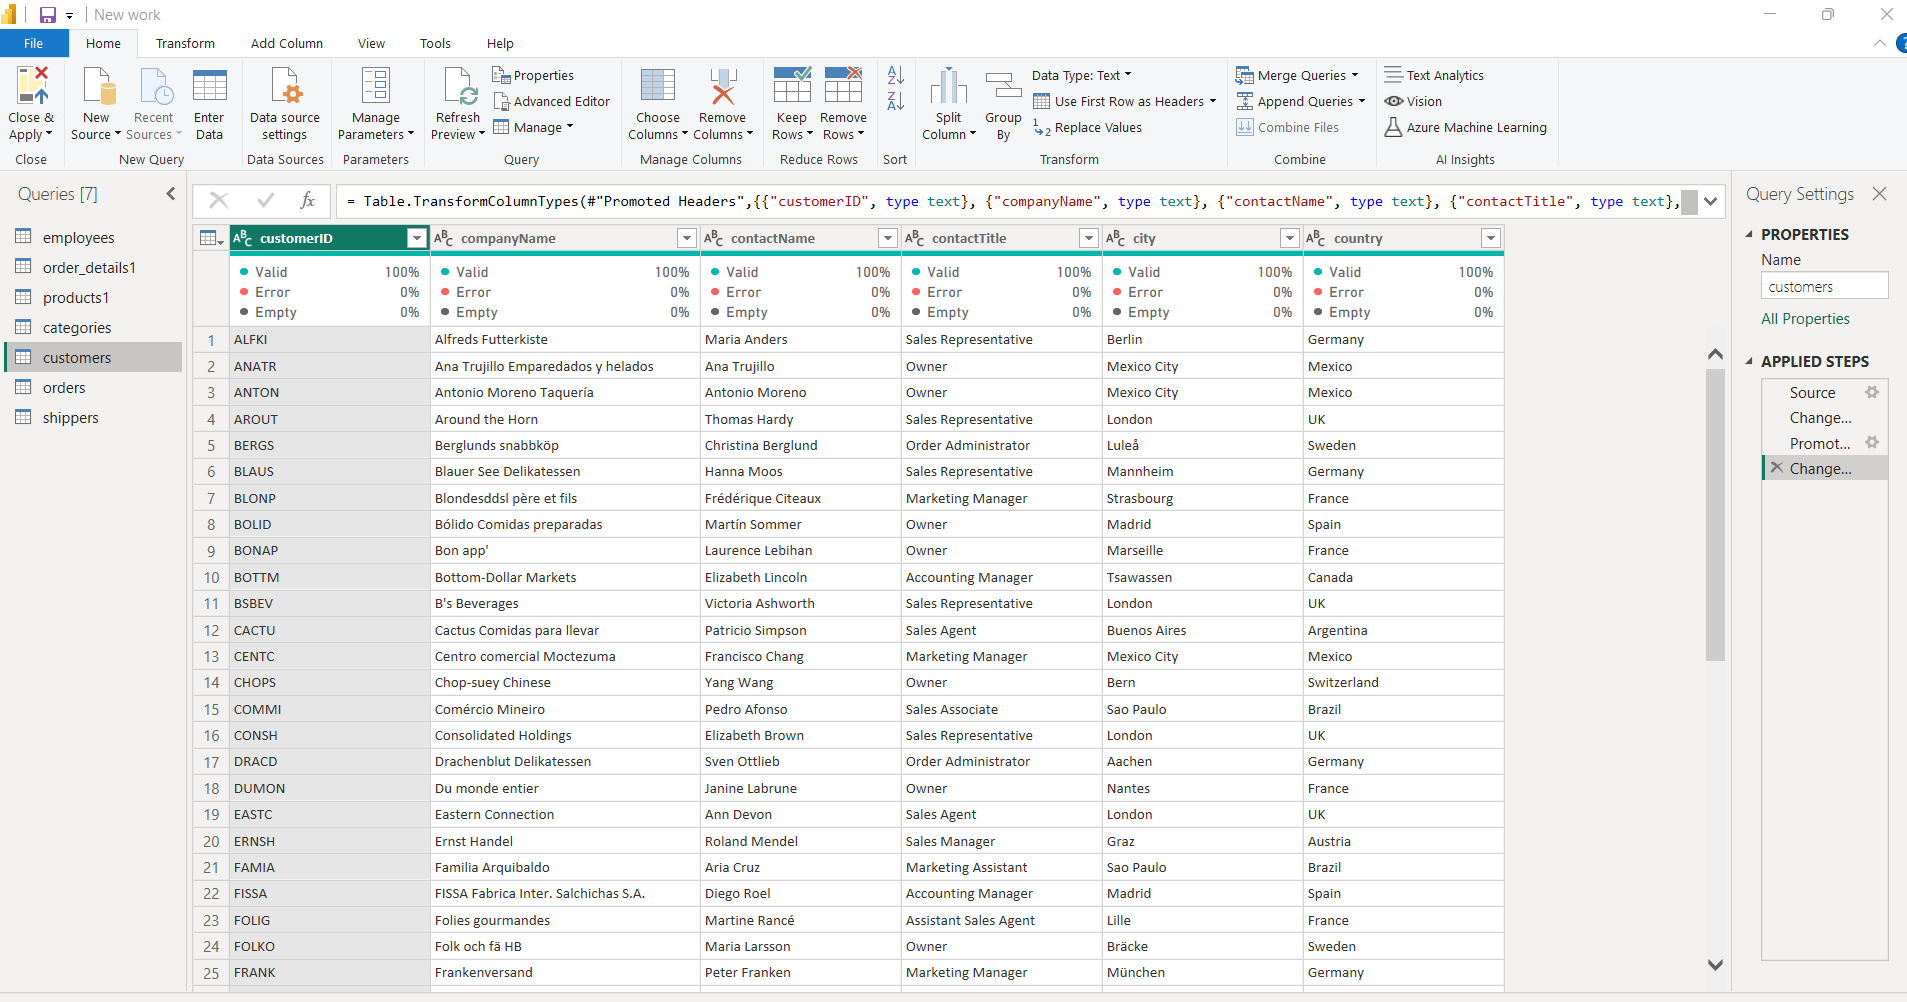 New work
File Home Transform Add Column View Tools Help
Close & Apply
Close
New Source
Recent Sources
Enter Data
New Query
Data source settings
Data Sources
Manage Parameters
Parameters
Refresh Preview
Properties
Advanced Editor
Manage
Query
Choose Columns
Remove Columns
Manage Columns
Keep Rows
Remove Rows
Reduce Rows
Sort
Split Column
Group By
Data Type: Text
Use First Row as Headers
Replace Values
Transform
Merge Queries
Append Queries
Combine Files
Combine
Text Analytics
Vision
Azure Machine Learning
AI Insights
Queries [7]
employees
order_details1
products1
categories
customers
orders
shippers
fx
= Table.TransformColumnTypes(#"Promoted Headers",{{"customerID", type text}, {"companyName", type text}, {"contactName", type text}, {"contactTitle", type text},
ABC customerID ABC companyName ABC contactName ABC contactTitle ABC city ABC country
Valid 100% Valid 100% Valid 100% Valid 100% Valid 100% Valid 100%
Error 0% Error 0% Error 0% Error 0% Error 0% Error 0%
Empty 0% Empty 0% Empty 0% Empty 0% Empty 0% Empty 0%
1 ALFKI Alfreds Futterkiste Maria Anders Sales Representative Berlin Germany
2 ANATR Ana Trujillo Emparedados y helados Ana Trujillo Owner Mexico City Mexico
3 ANTON Antonio Moreno Taquería Antonio Moreno Owner Mexico City Mexico
4 AROUT Around the Horn Thomas Hardy Sales Representative London UK
5 BERGS Berglunds snabbköp Christina Berglund Order Administrator Luleå Sweden
6 BLAUS Blauer See Delikatessen Hanna Moos Sales Representative Mannheim Germany
7 BLONP Blondesddsl père et fils Frédérique Citeaux Marketing Manager Strasbourg France
8 BOLID Bólido Comidas preparadas Martín Sommer Owner Madrid Spain
9 BONAP Bon app' Laurence Lebihan Owner Marseille France
10 BOTTM Bottom-Dollar Markets Elizabeth Lincoln Accounting Manager Tsawassen Canada
11 BSBEV B's Beverages Victoria Ashworth Sales Representative London UK
12 CACTU Cactus Comidas para llevar Patricio Simpson Sales Agent Buenos Aires Argentina
13 CENTC Centro comercial Moctezuma Francisco Chang Marketing Manager Mexico City Mexico
14 CHOPS Chop-suey Chinese Yang Wang Owner Bern Switzerland
15 COMMI Comércio Mineiro Pedro Afonso Sales Associate Sao Paulo Brazil
16 CONSH Consolidated Holdings Elizabeth Brown Sales Representative London UK
17 DRACD Drachenblut Delikatessen Sven Ottlieb Order Administrator Aachen Germany
18 DUMON Du monde entier Janine Labrune Owner Nantes France
19 EASTC Eastern Connection Ann Devon Sales Agent London UK
20 ERNSH Ernst Handel Roland Mendel Sales Manager Graz Austria
21 FAMIA Familia Arquibaldo Aria Cruz Marketing Assistant Sao Paulo Brazil
22 FISSA FISSA Fabrica Inter. Salchichas S.A. Diego Roel Accounting Manager Madrid Spain
23 FOLIG Folies gourmandes Martine Rancé Assistant Sales Agent Lille France
24 FOLKO Folk och fä HB Maria Larsson Owner Bräcke Sweden
25 FRANK Frankenversand Peter Franken Marketing Manager München Germany
Query Settings
PROPERTIES
Name
customers
All Properties
APPLIED STEPS
Source
Change...
Promot...
Change...